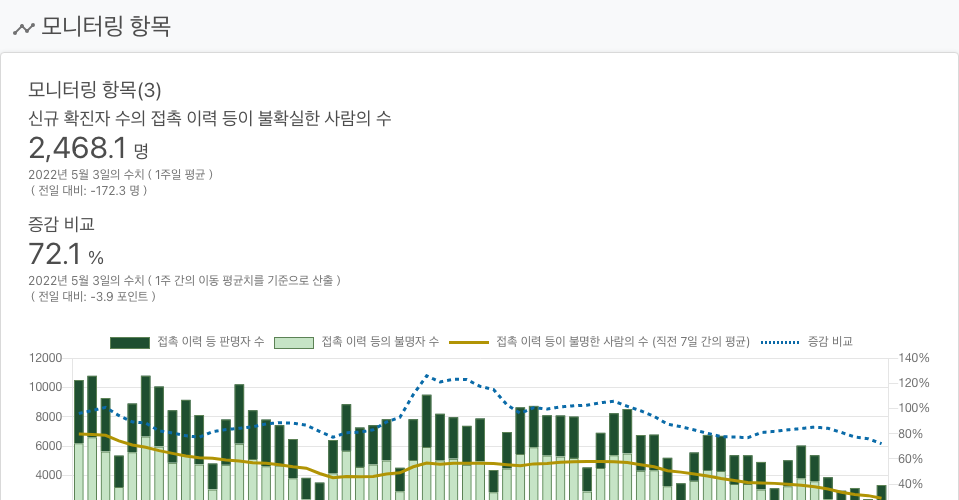 모니터링 항목
모니터링 항목(3)
신규 확진자 수의 접촉 이력 등이 불확실한 사람의 수
2,468.1 명
2022년 5월 3일의 수치 ( 1주일 평균 )
( 전일 대비: -172.3 명 )
증감 비교
72.1 %
2022년 5월 3일의 수치 ( 1주 간의 이동 평균치를 기준으로 산출 )
( 전일 대비: -3.9 포인트 )
접촉 이력 등 판명자 수 접촉 이력 등의 불명자 수 접촉 이력 등이 불명한 사람의 수 (직전 7일 간의 평균) 증감 비교
12000 140%
10000 120%
8000 100%
6000 80%
4000 60%
40%